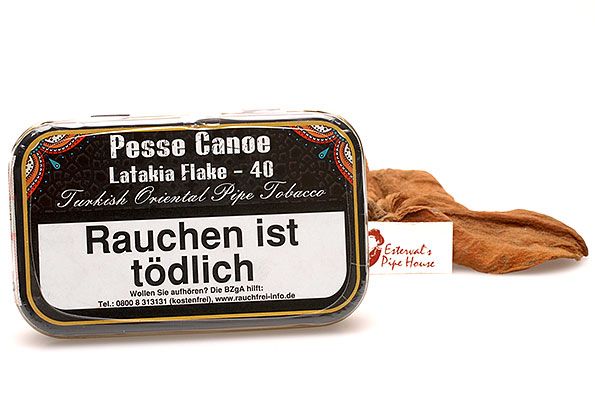 Pesse Canoe
Latakia Flake - 40
Turkish Oriental Pipe Tobacco
Rauchen ist
tödlich
Wollen Sie aufhören? Die BZgA hilft:
Tel.: 0800 8 313131 (kostenfrei), www.rauchfrei-info.de
Esterval's
Pipe House